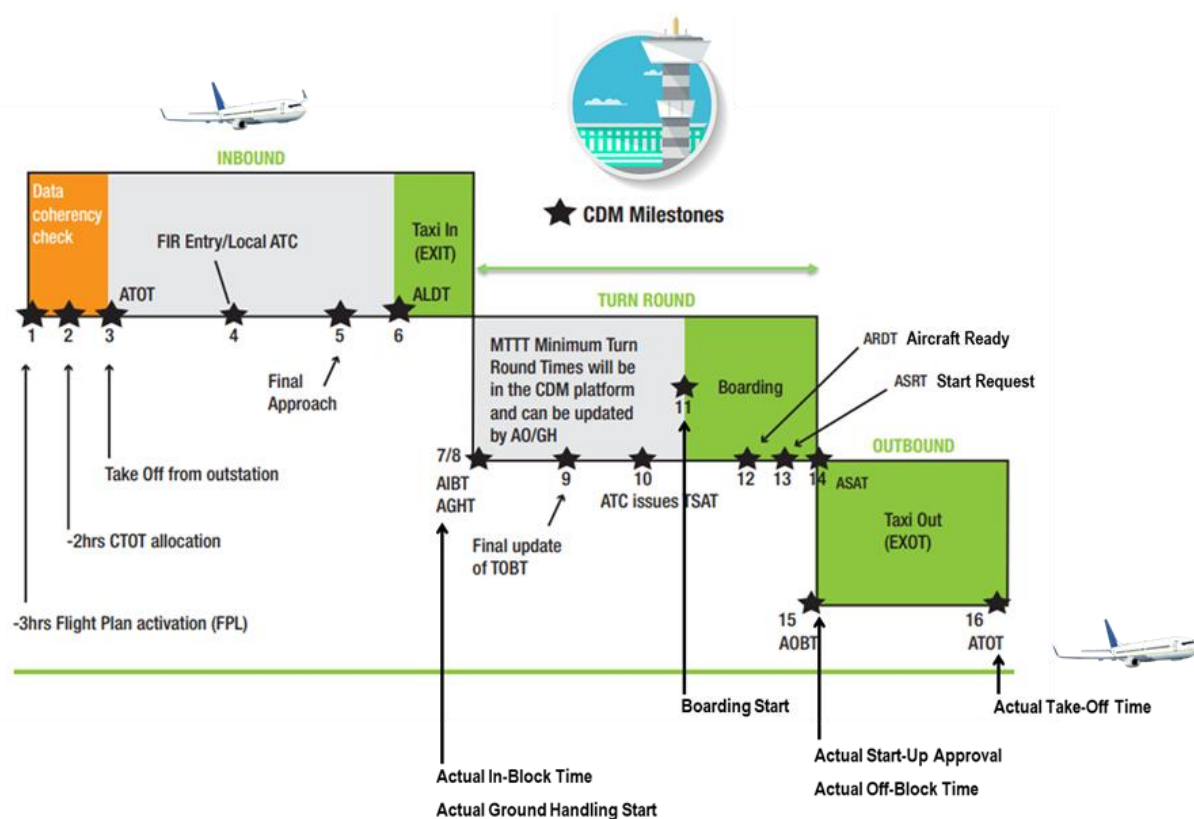 INBOUND
Data
coherency
check
FIR Entry/Local ATC
Taxi In
(EXIT)
ATOT
ALDT
1
2
3
4
5
6
CDM Milestones
TURN ROUND
Final
Approach
Take Off from outstation
-2hrs CTOT allocation
-3hrs Flight Plan activation (FPL)
MTTT Minimum Turn
Round Times will be
in the CDM platform
and can be updated
by AO/GH
11
Boarding
ARDT Aircraft Ready
ASRT Start Request
7/8
AIBT
AGHT
9
10
12
13
14
Final update
of TOBT
ATC issues TSAT
OUTBOUND
ASAT
Taxi Out
(EXOT)
15
AOBT
16
ATOT
Boarding Start
Actual Take-Off Time
Actual Start-Up Approval
Actual Off-Block Time
Actual In-Block Time
Actual Ground Handling Start